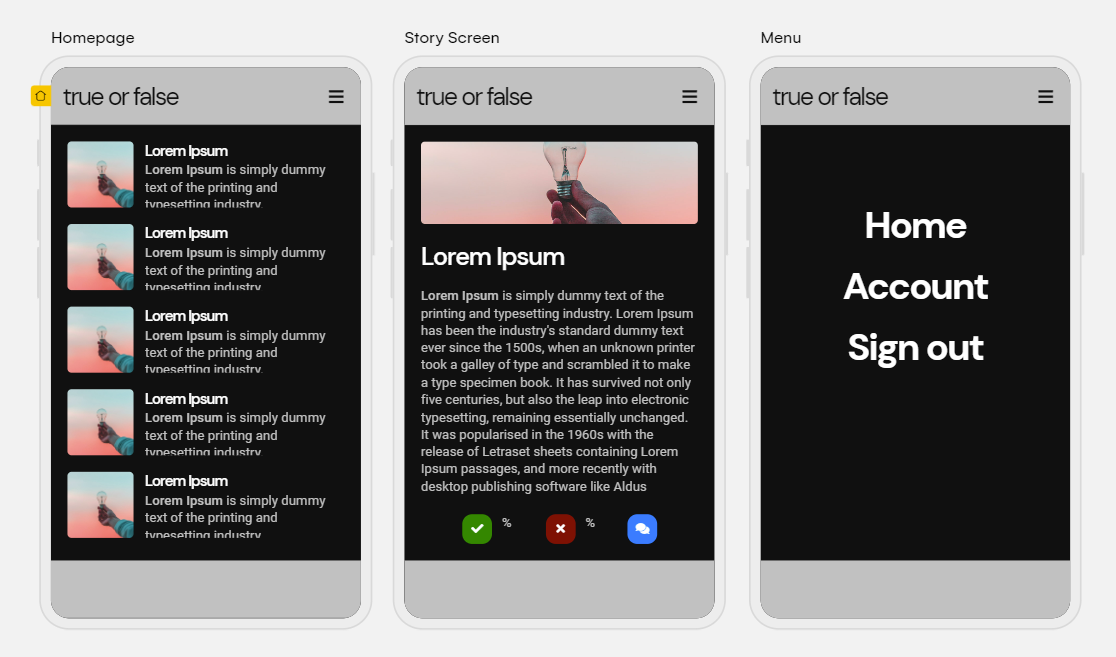 Homepage
true or false
Lorem Ipsum
Lorem Ipsum is simply dummy
text of the printing and
typesetting industry.
Lorem Ipsum
Lorem Ipsum is simply dummy
text of the printing and
typesetting industry.
Lorem Ipsum
Lorem Ipsum is simply dummy
text of the printing and
typesetting industry.
Lorem Ipsum
Lorem Ipsum is simply dummy
text of the printing and
typesetting industry.
Lorem Ipsum
Lorem Ipsum is simply dummy
text of the printing and
typesetting industry.
Story Screen
true or false
Lorem Ipsum
Lorem Ipsum is simply dummy text of the
printing and typesetting industry. Lorem Ipsum
has been the industry's standard dummy text
ever since the 1500s, when an unknown printer
took a galley of type and scrambled it to make
a type specimen book. It has survived not only
five centuries, but also the leap into electronic
typesetting, remaining essentially unchanged.
It was popularised in the 1960s with the
release of Letraset sheets containing Lorem
Ipsum passages, and more recently with
desktop publishing software like Aldus
% %
Menu
true or false
Home
Account
Sign out